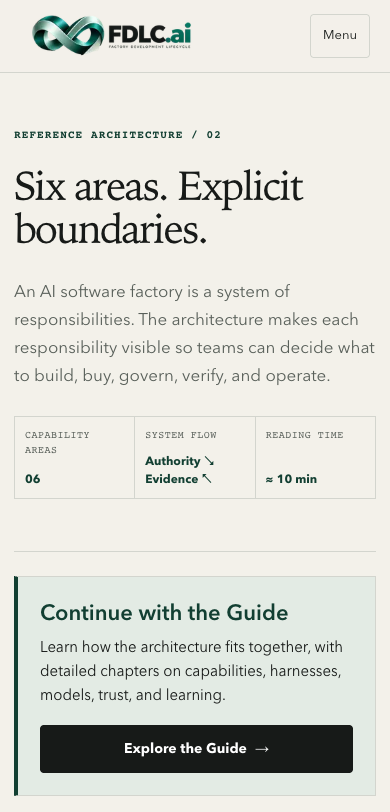 FDLC.ai
FACTORY DEVELOPMENT LIFECYCLE
Menu
REFERENCE ARCHITECTURE / 02
Six areas. Explicit
boundaries.
An AI software factory is a system of
responsibilities. The architecture makes each
responsibility visible so teams can decide what
to build, buy, govern, verify, and operate.
CAPABILITY
AREAS
06
SYSTEM FLOW
Authority ↘
Evidence ↖
READING TIME
≈ 10 min
Continue with the Guide
Learn how the architecture fits together, with
detailed chapters on capabilities, harnesses,
models, trust, and learning.
Explore the Guide →